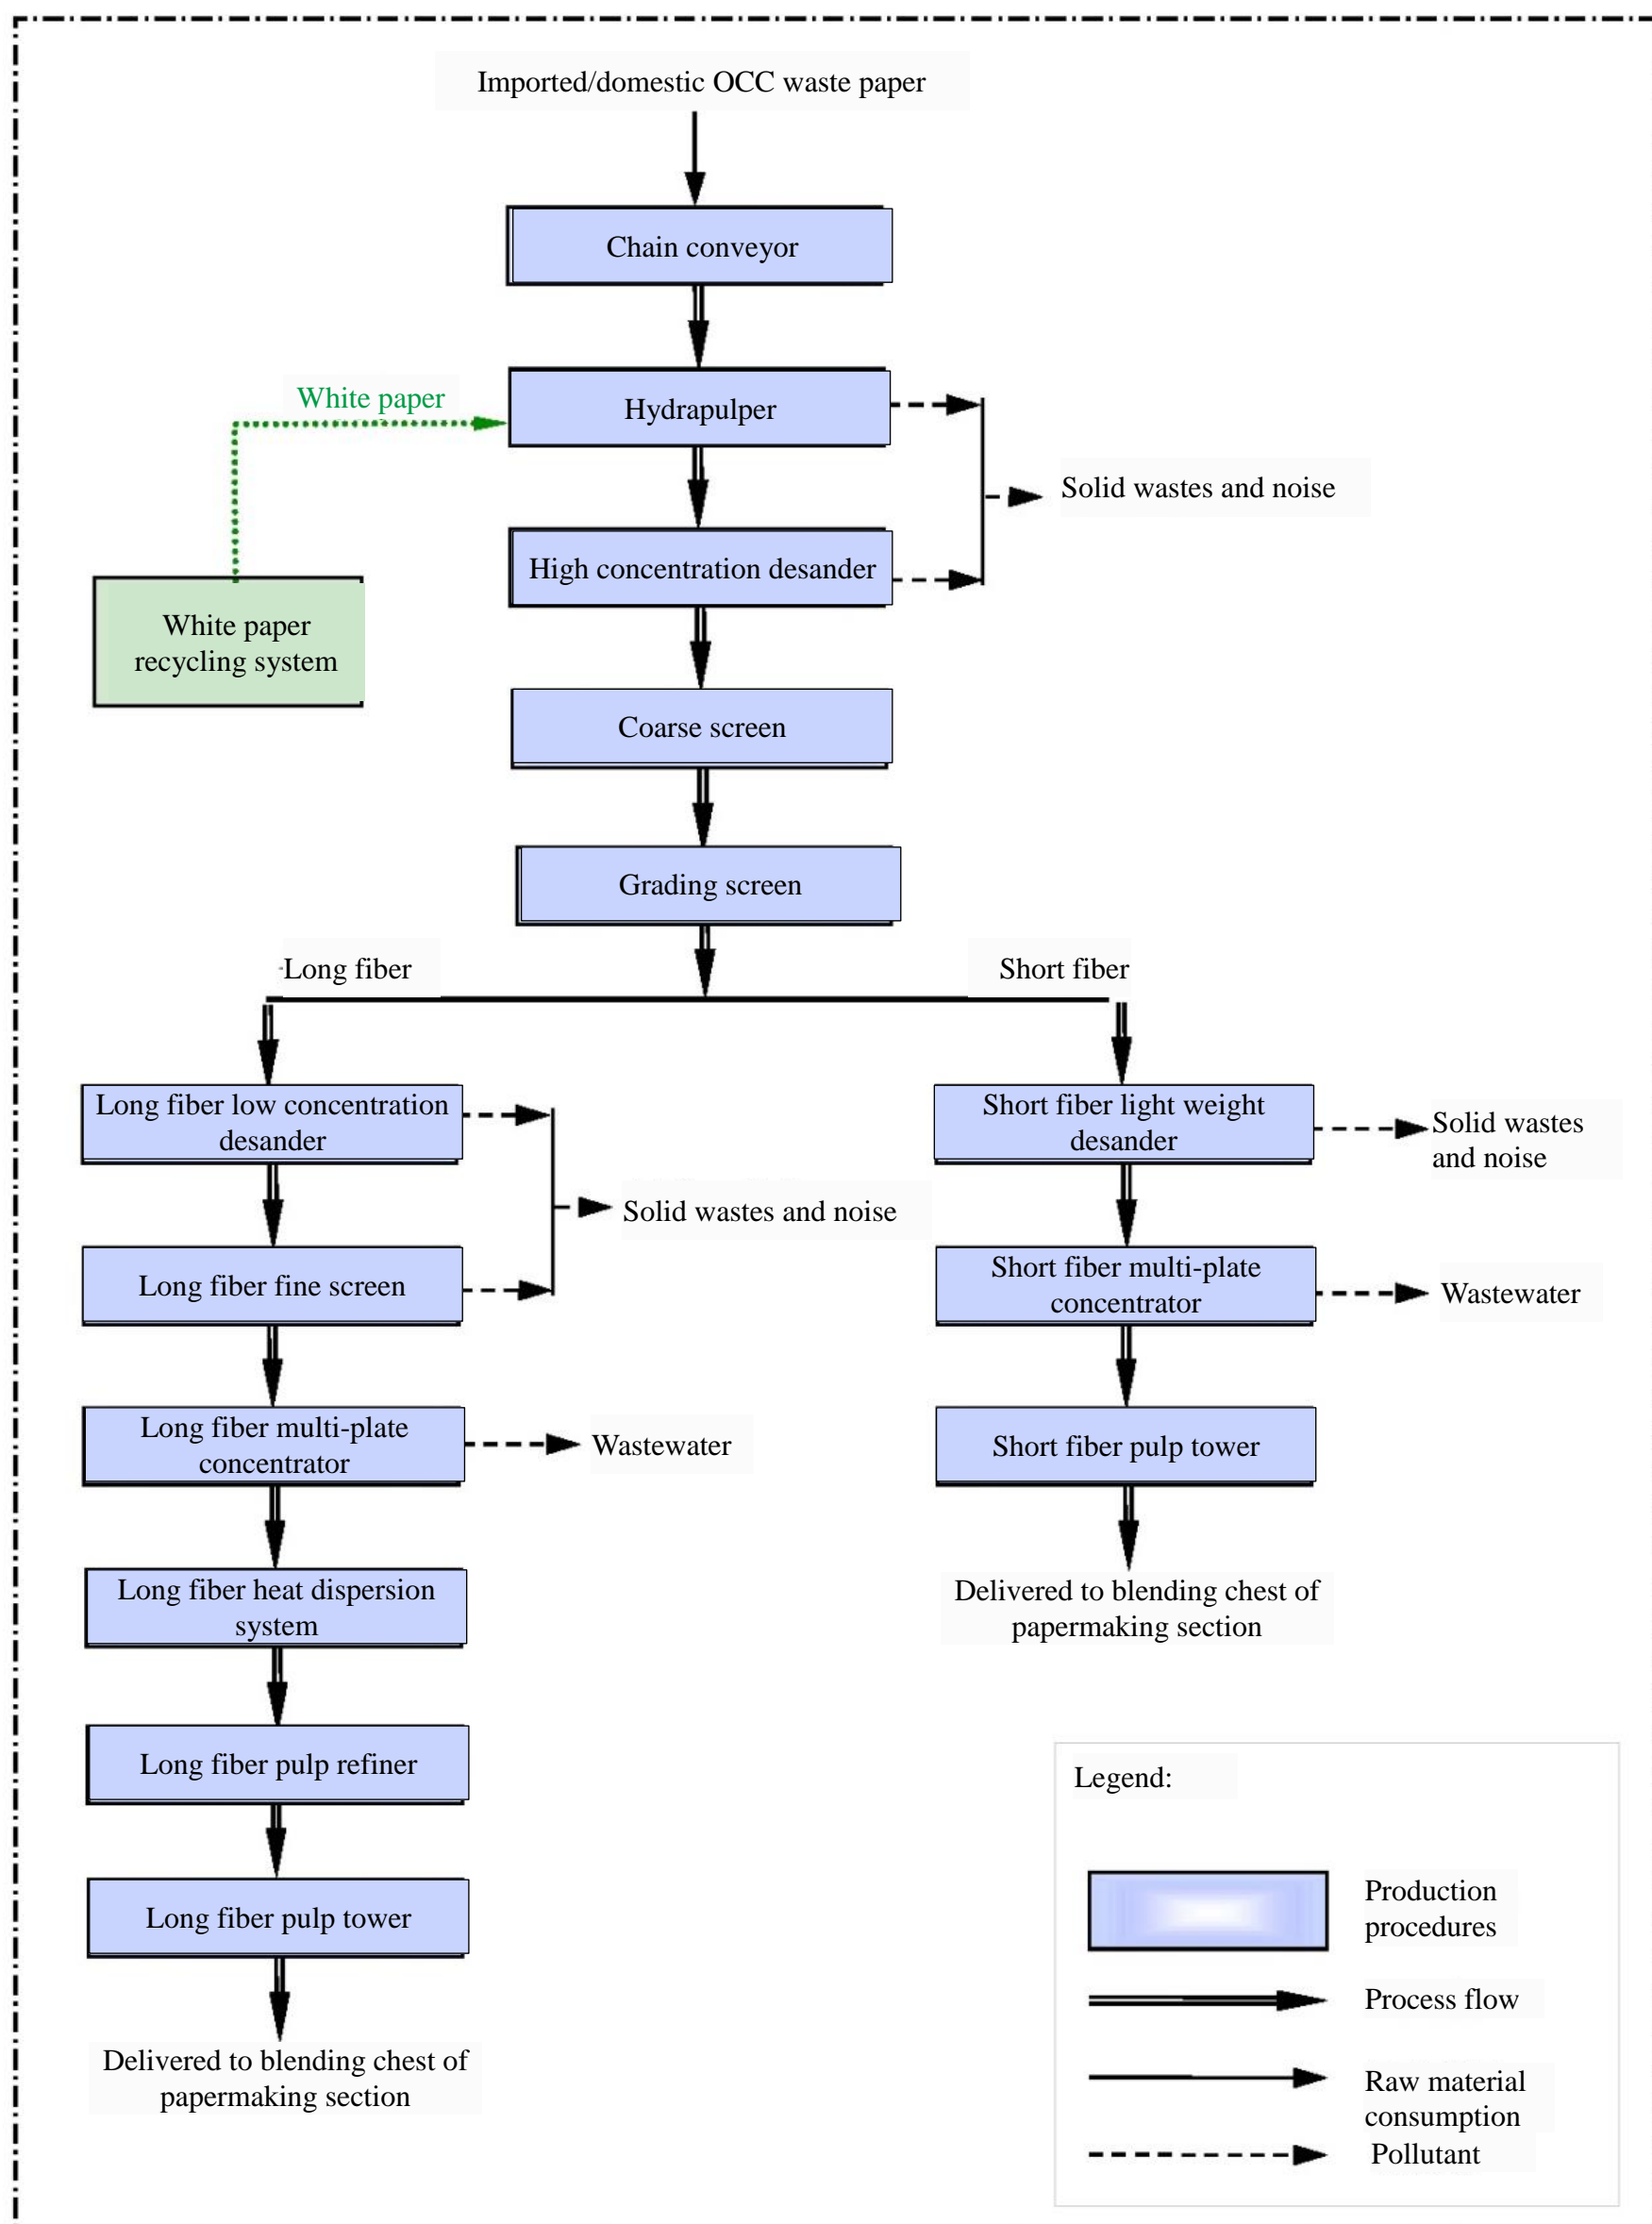 Imported/domestic OCC waste paper
Chain conveyor
White paper
Hydrapulper
Solid wastes and noise
High concentration desander
White paper
recycling system
Coarse screen
Grading screen
Long fiber
Short fiber
Long fiber low concentration
desander
Solid wastes and noise
Long fiber fine screen
Long fiber multi-plate
concentrator
Wastewater
Long fiber heat dispersion
system
Long fiber pulp refiner
Long fiber pulp tower
Delivered to blending chest of
papermaking section
Short fiber light weight
desander
Solid wastes
and noise
Short fiber multi-plate
concentrator
Wastewater
Short fiber pulp tower
Delivered to blending chest of
papermaking section
Legend:
Production
procedures
Process flow
Raw material
consumption
Pollutant